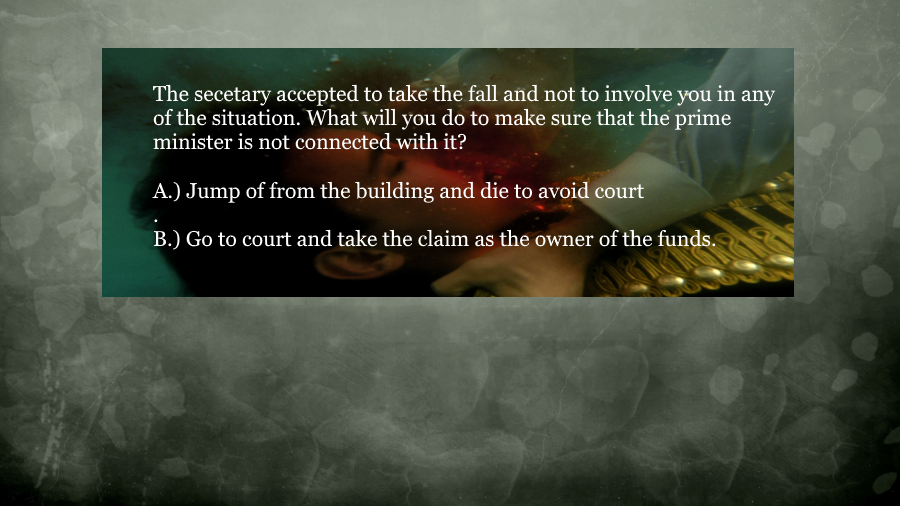 The secetary accepted to take the fall and not to involve you in any
of the situation. What will you do to make sure that the prime
minister is not connected with it?
A.) Jump of from the building and die to avoid court
.
B.) Go to court and take the claim as the owner of the funds.